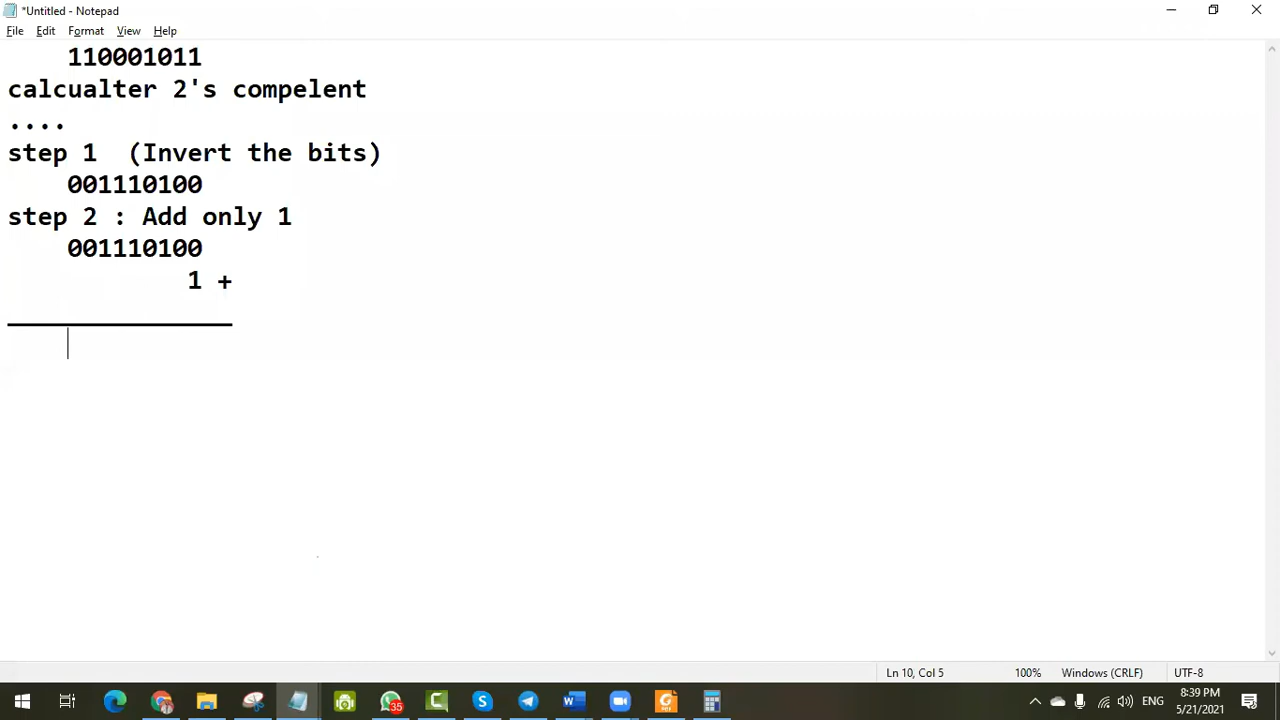 *Untitled - Notepad
File Edit Format View Help
110001011
calcualter 2's compelent
....
step 1  (Invert the bits)
001110100
step 2 : Add only 1
001110100
1 +
Ln 10, Col 5 100% Windows (CRLF) UTF-8
35 ENG 8:39 PM
5/21/2021